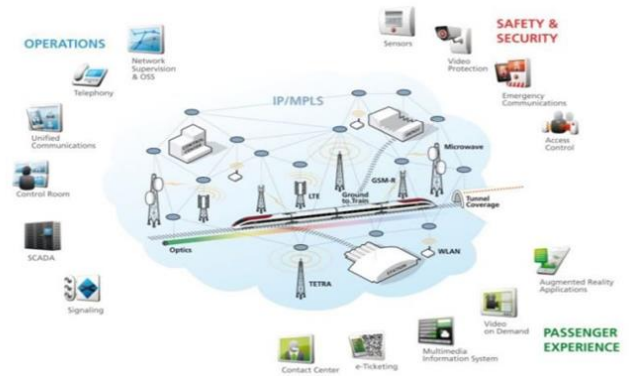 OPERATIONS
Network
Supervision
& OSS
Telephony
Unified
Communications
Control Room
SCADA
Signaling
SAFETY &
SECURITY
Sensors
Video
Protection
Emergency
Communications
Access
Control
IP/MPLS
Microwave
LTE
Ground
to Train
GSM-R
Tunnel
Coverage
Optics
TETRA
WLAN
STATION
Augmented Reality
Applications
Video
on Demand
Multimedia
Information System
e-Ticketing
Contact Center
PASSENGER
EXPERIENCE